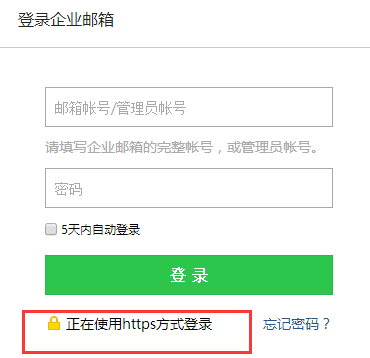 登录企业邮箱
邮箱帐号/管理员帐号
请填写企业邮箱的完整帐号，或管理员帐号。
密码
5天内自动登录
登 录
正在使用https方式登录 忘记密码？